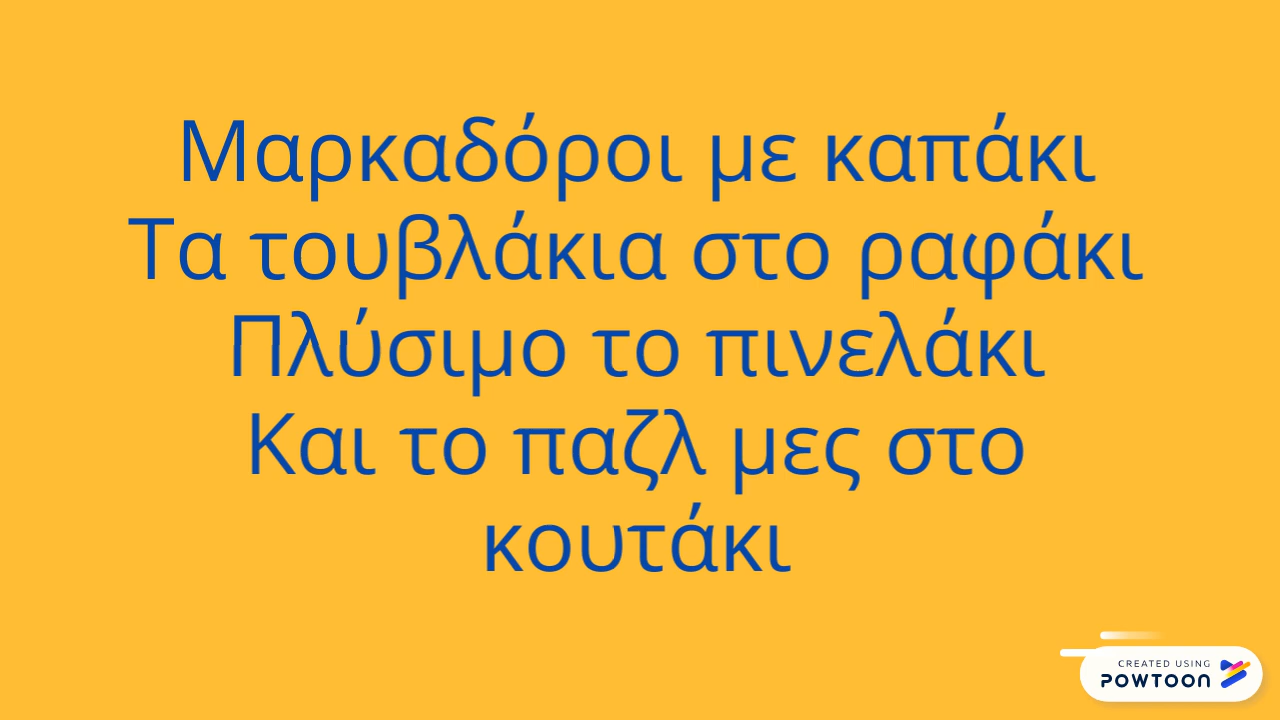 Μαρκαδόροι με καπάκι
Τα τουβλάκια στο ραφάκι
Πλύσιμο το πινελάκι
Και το παζλ μες στο
κουτάκι
CREATED USING
POWTOON